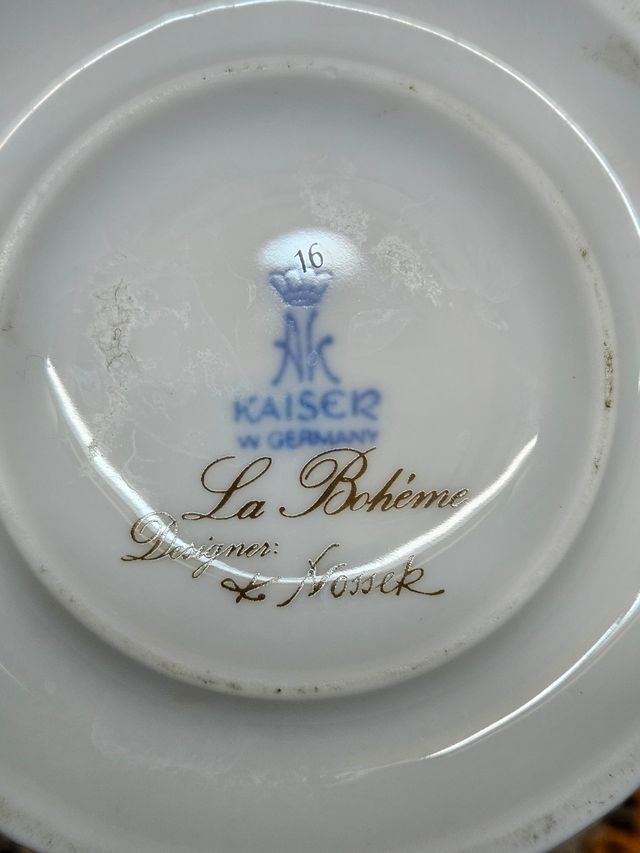 16
AK
KAISER
W GERMANY
La Bohéme
Designer:
K Nossek